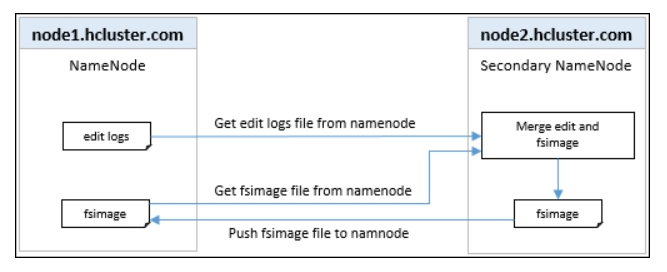 node1.hcluster.com
NameNode
edit logs
fsimage
Get edit logs file from namenode
Get fsimage file from namenode
Push fsimage file to namnode
node2.hcluster.com
Secondary NameNode
Merge edit and
fsimage
fsimage